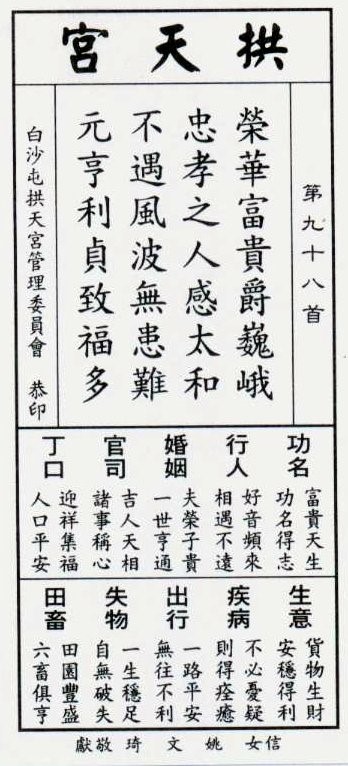 拱天宮
第九十八首
榮華富貴爵巍峨
忠孝之人感太和
不遇風波無患難
元亨利貞致福多
白沙屯拱天宮管理委員會 恭印
功名
富貴天生
功名得志
行人
好音頻來
相遇不遠
婚姻
夫榮子貴
一世亨通
官司
吉人天相
諸事稱心
丁口
迎祥集福
人口平安
生意
貨物生財
安穩得利
疾病
不必憂疑
則得痊癒
出行
一路平安
無往不利
失物
一生穩足
自無破失
田畜
田園豐盛
六畜俱亨
信女 姚文琦 敬獻